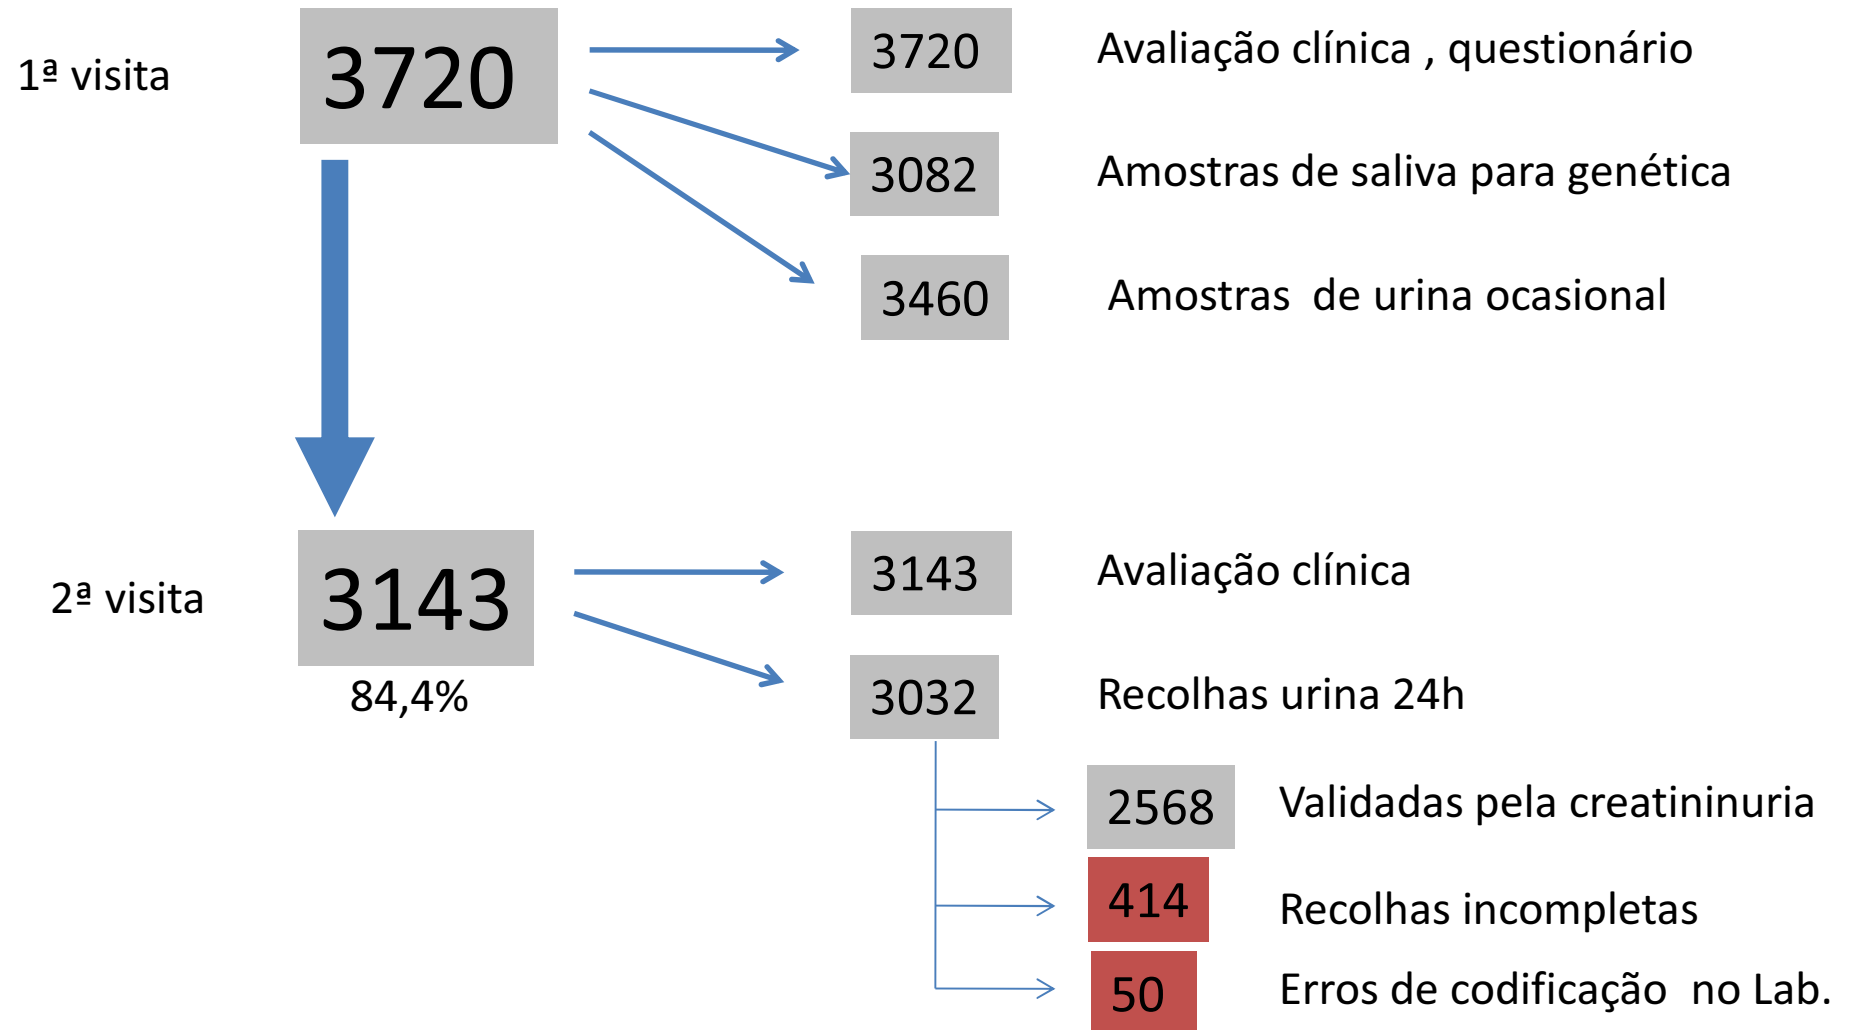 1ª visita
3720
3720
Avaliação clínica , questionário
3082
Amostras de saliva para genética
3460
Amostras de urina ocasional
2ª visita
3143
84,4%
3143
Avaliação clínica
3032
Recolhas urina 24h
2568
Validadas pela creatininuria
414
Recolhas incompletas
50
Erros de codificação no Lab.